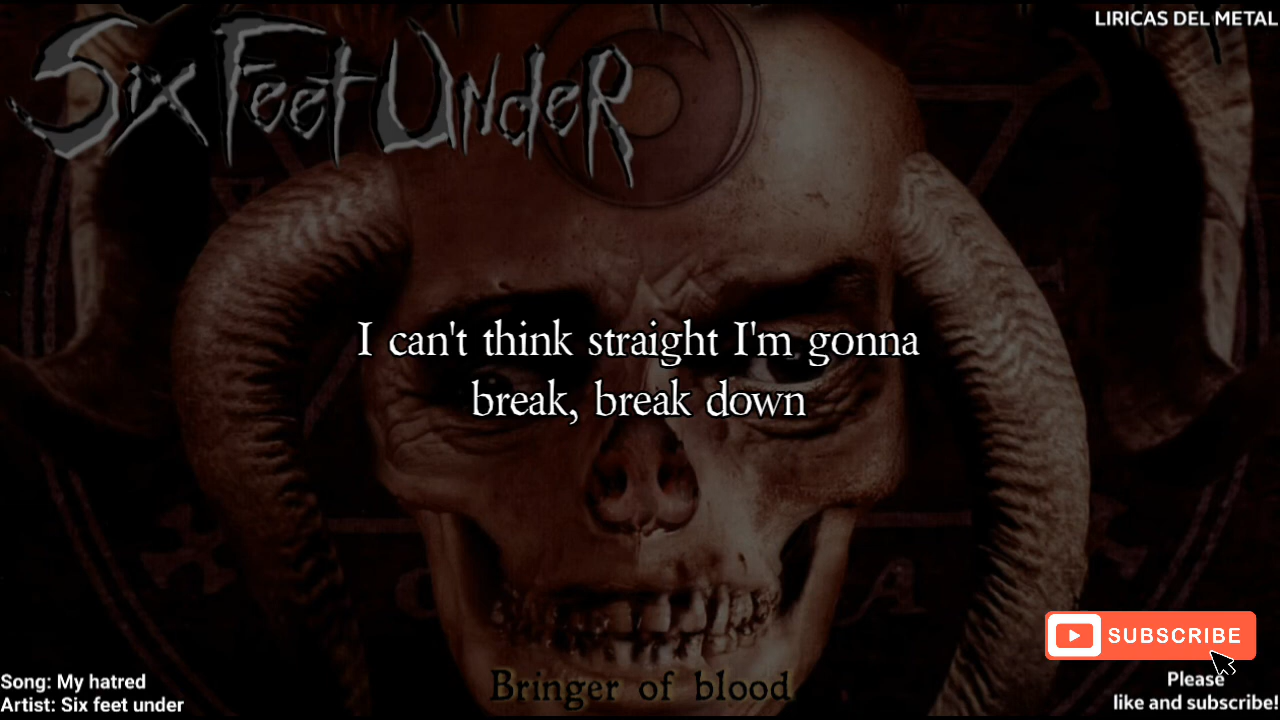 LIRICAS DEL METAL
Six Feet Under
I can't think straight I'm gonna
break, break down
SUBSCRIBE
Bringer of blood
Song: My hatred
Artist: Six feet under
Please
like and subscribe!